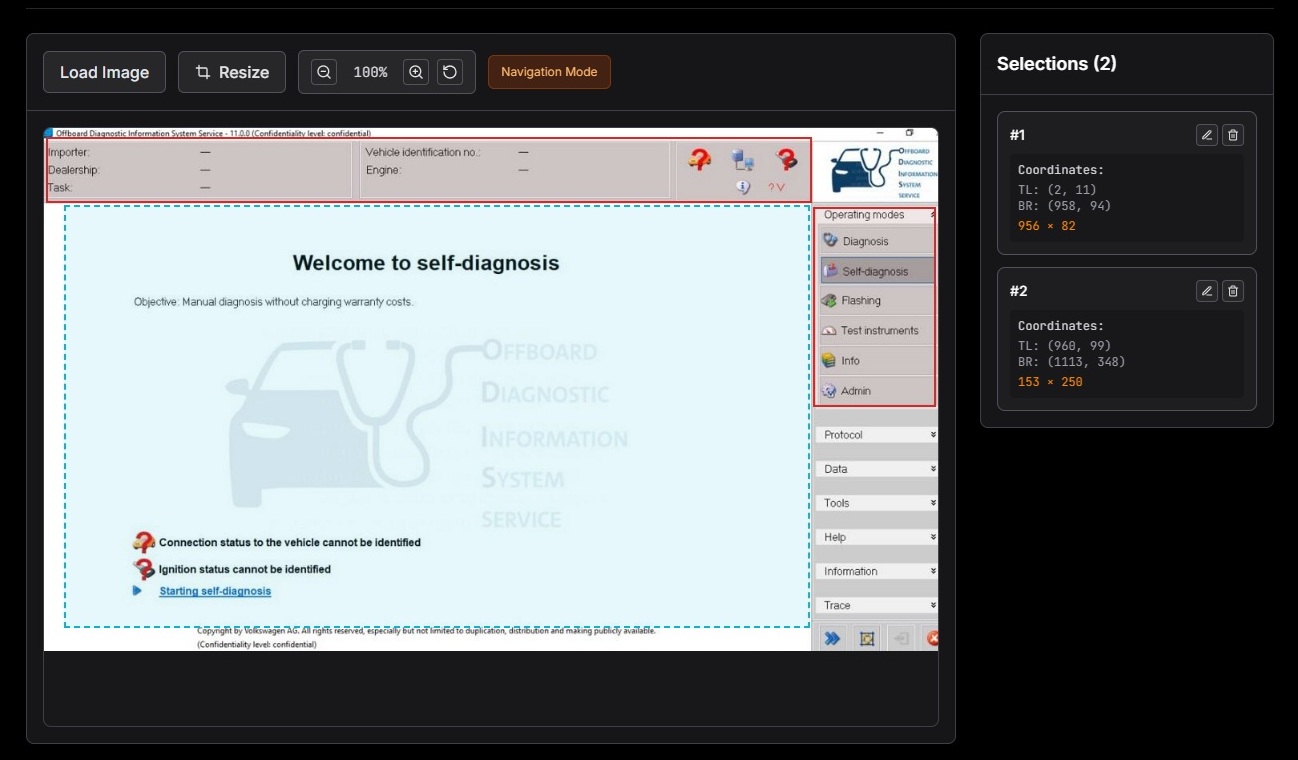 Load Image
Resize
100%
Navigation Mode
Selections (2)
Offboard Diagnostic Information System Service - 11.0.0 (Confidentiality level: confidential)
Importer: —
Dealership: —
Task: —
Vehicle identification no.: —
Engine: —
?V
OFFBOARD
DIAGNOSTIC
INFORMATION
SYSTEM
SERVICE
Operating modes
Diagnosis
Self-diagnosis
Flashing
Test instruments
Info
Admin
Protocol
Data
Tools
Help
Information
Trace
Welcome to self-diagnosis
Objective: Manual diagnosis without charging warranty costs.
OFFBOARD
DIAGNOSTIC
INFORMATION
SYSTEM
SERVICE
Connection status to the vehicle cannot be identified
Ignition status cannot be identified
Starting self-diagnosis
Copyright by Volkswagen AG. All rights reserved, especially but not limited to duplication, distribution and making publicly available.
(Confidentiality level: confidential)
#1
Coordinates:
TL: (2, 11)
BR: (958, 94)
956 × 82
#2
Coordinates:
TL: (960, 99)
BR: (1113, 348)
153 × 250